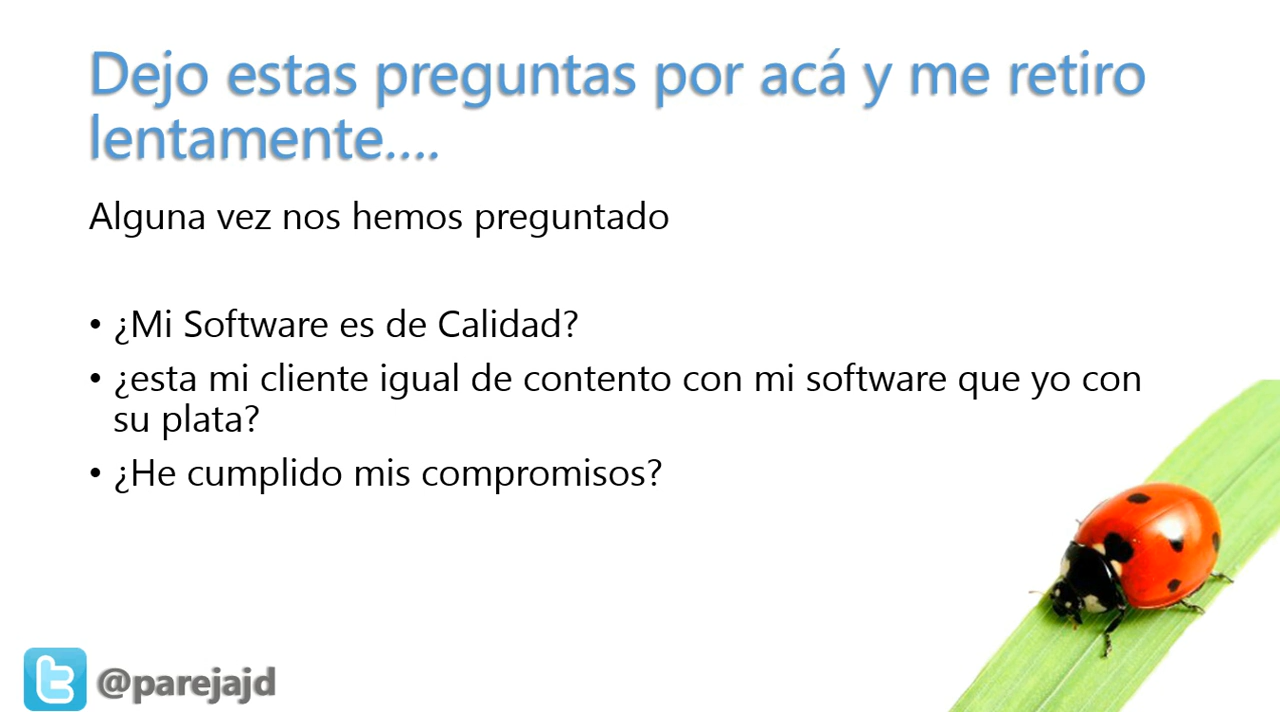 Dejo estas preguntas por acá y me retiro
lentamente....
Alguna vez nos hemos preguntado
• ¿Mi Software es de Calidad?
• ¿esta mi cliente igual de contento con mi software que yo con
su plata?
• ¿He cumplido mis compromisos?
@parejajd